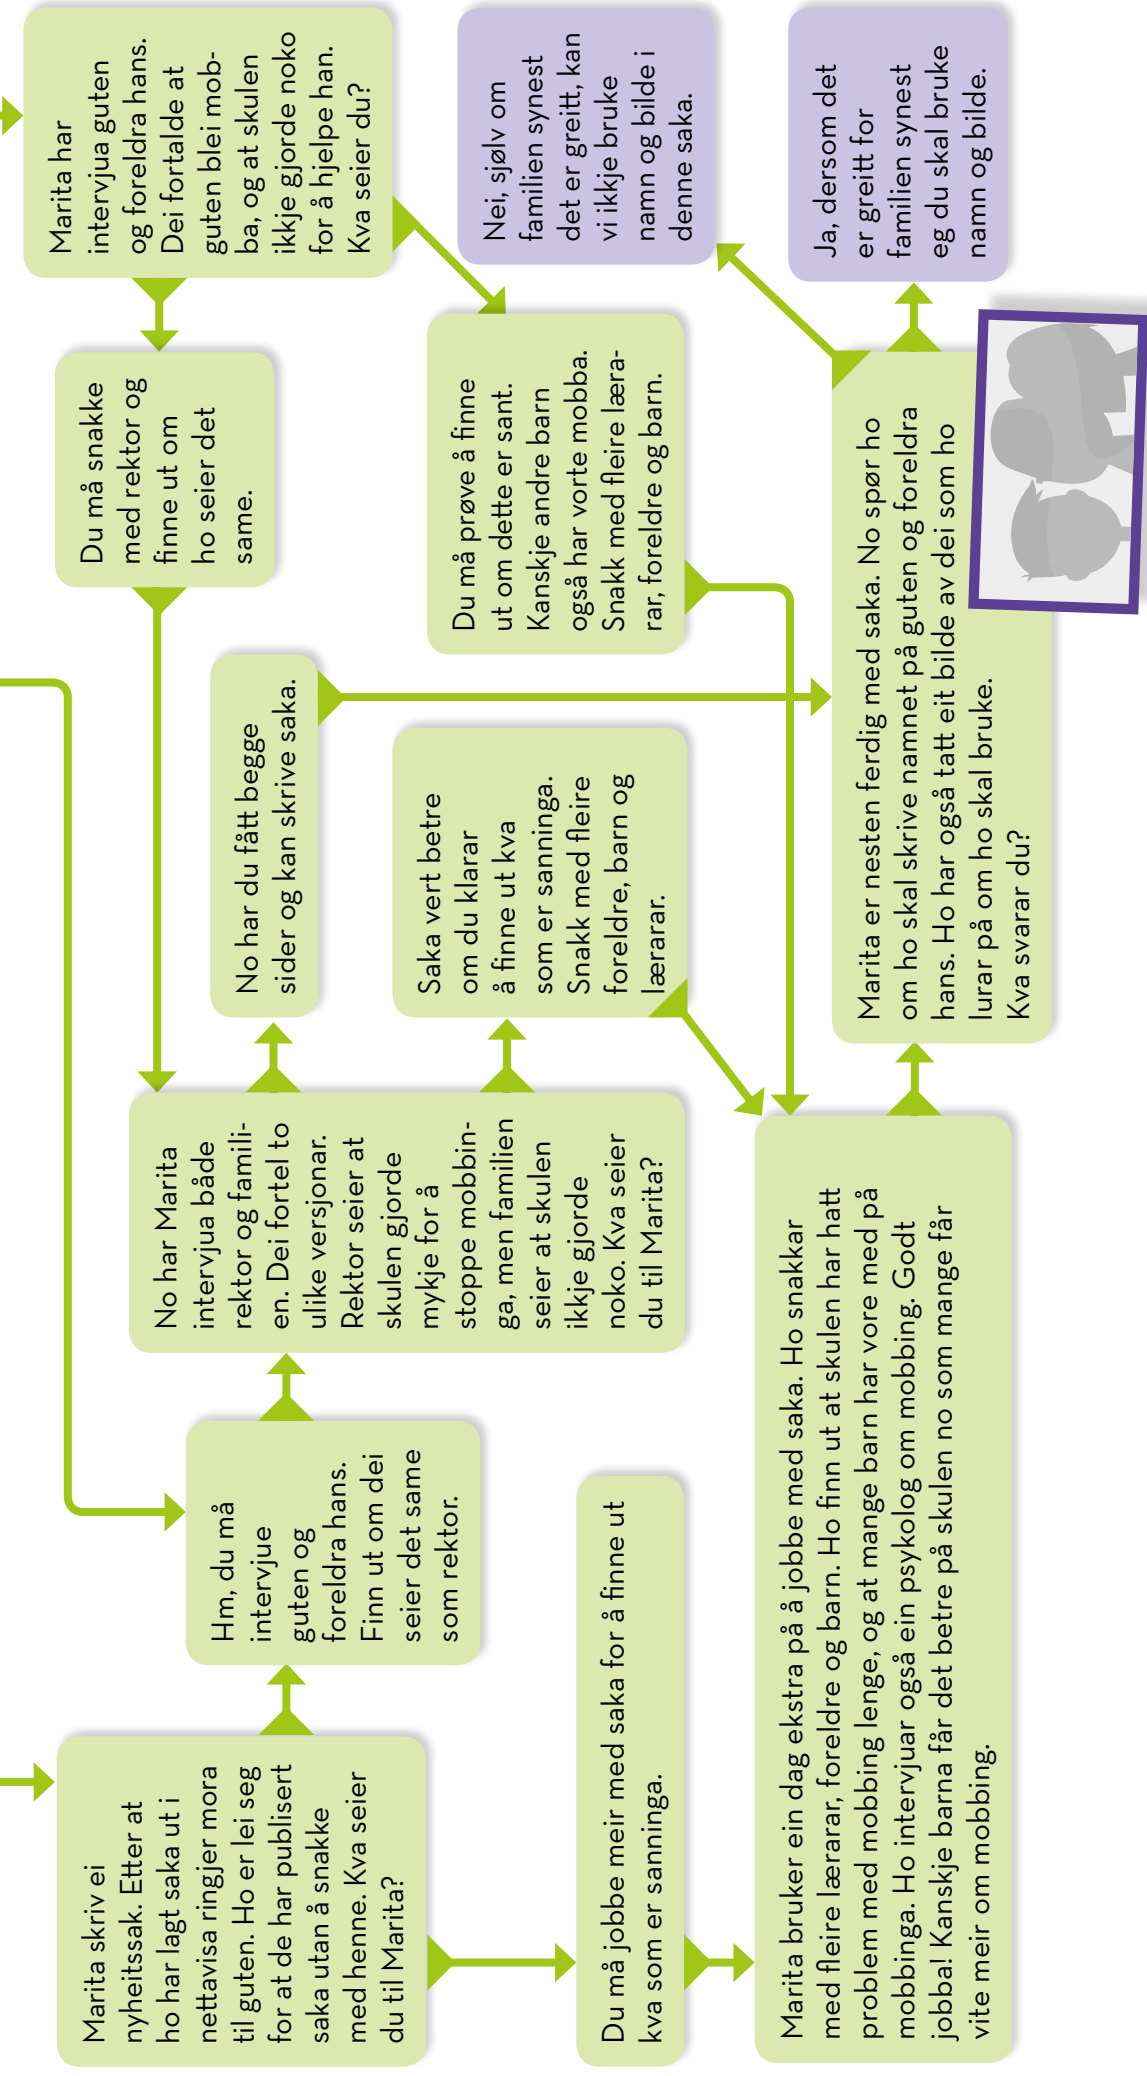 Marita skriv ei
nyheitssak. Etter at
ho har lagt saka ut i
nettavisa ringjer mora
til guten. Ho er lei seg
for at de har publisert
saka utan å snakke
med henne. Kva seier
du til Marita?
Hm, du må
intervjue
guten og
foreldra hans.
Finn ut om dei
seier det same
som rektor.
No har Marita
intervjua både
rektor og famili-
en. Dei fortel to
ulike versjonar.
Rektor seier at
skulen gjorde
mykje for å
stoppe mobbin-
ga, men familien
seier at skulen
ikkje gjorde
noko. Kva seier
du til Marita?
No har du fått begge
sider og kan skrive saka.
Du må snakke
med rektor og
finne ut om
ho seier det
same.
Marita har
intervjua guten
og foreldra hans.
Dei fortalde at
guten blei mob-
ba, og at skulen
ikkje gjorde noko
for å hjelpe han.
Kva seier du?
Saka vert betre
om du klarar
å finne ut kva
som er sanninga.
Snakk med fleire
foreldre, barn og
lærarar.
Du må prøve å finne
ut om dette er sant.
Kanskje andre barn
også har vorte mobba.
Snakk med fleire læra-
rar, foreldre og barn.
Du må jobbe meir med saka for å finne ut
kva som er sanninga.
Marita bruker ein dag ekstra på å jobbe med saka. Ho snakkar
med fleire lærarar, foreldre og barn. Ho finn ut at skulen har hatt
problem med mobbing lenge, og at mange barn har vore med på
mobbinga. Ho intervjuar også ein psykolog om mobbing. Godt
jobba! Kanskje barna får det betre på skulen no som mange får
vite meir om mobbing.
Marita er nesten ferdig med saka. No spør ho
om ho skal skrive namnet på guten og foreldra
hans. Ho har også tatt eit bilde av dei som ho
lurar på om ho skal bruke.
Kva svarar du?
Nei, sjølv om
familien synest
det er greitt, kan
vi ikkje bruke
namn og bilde i
denne saka.
Ja, dersom det
er greitt for
familien synest
eg du skal bruke
namn og bilde.